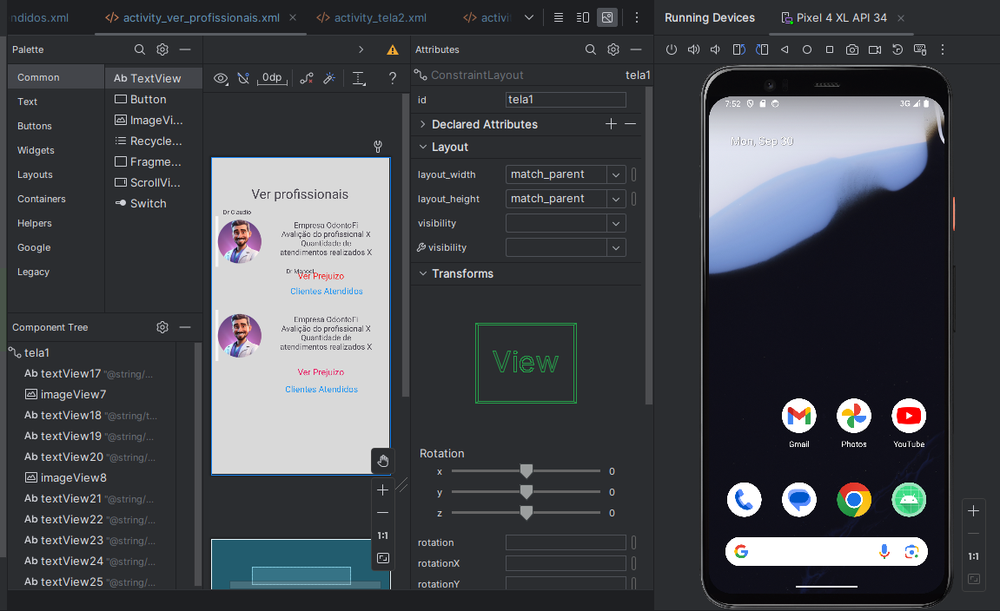 ndidos.xml
activity_ver_profissionais.xml
activity_tela2.xml
activi
Running Devices
Pixel 4 XL API 34
Palette
Common
Text
Buttons
Widgets
Layouts
Containers
Helpers
Google
Legacy
Ab TextView
Button
ImageVi...
Recycle...
Fragme...
ScrollVi...
Switch
Component Tree
tela1
Ab textView17 "@string/...
imageView7
Ab textView18 "@string/t...
Ab textView19 "@string/...
Ab textView20 "@string/...
imageView8
Ab textView21 "@string/...
Ab textView22 "@string/...
Ab textView23 "@string/...
Ab textView24 "@string/...
Ab textView25 "@string/...
0dp
?
Ver profissionais
Dr Claudio
Empresa OdontoFi
Avalição do profissional X
Quantidade de
atendimentos realizados X
Dr Manoel
Ver Prejuizo
Clientes Atendidos
Empresa OdontoFi
Avalição do profissional X
Quantidade de
atendimentos realizados X
Ver Prejuizo
Clientes Atendidos
1:1
Attributes
ConstraintLayout
tela1
id
tela1
Declared Attributes
Layout
layout_width
match_parent
layout_height
match_parent
visibility
visibility
Transforms
View
Rotation
x 0
y 0
z 0
rotation
rotationX
rotationY
7:52
3G
Mon, Sep 30
Gmail
Photos
YouTube
1:1